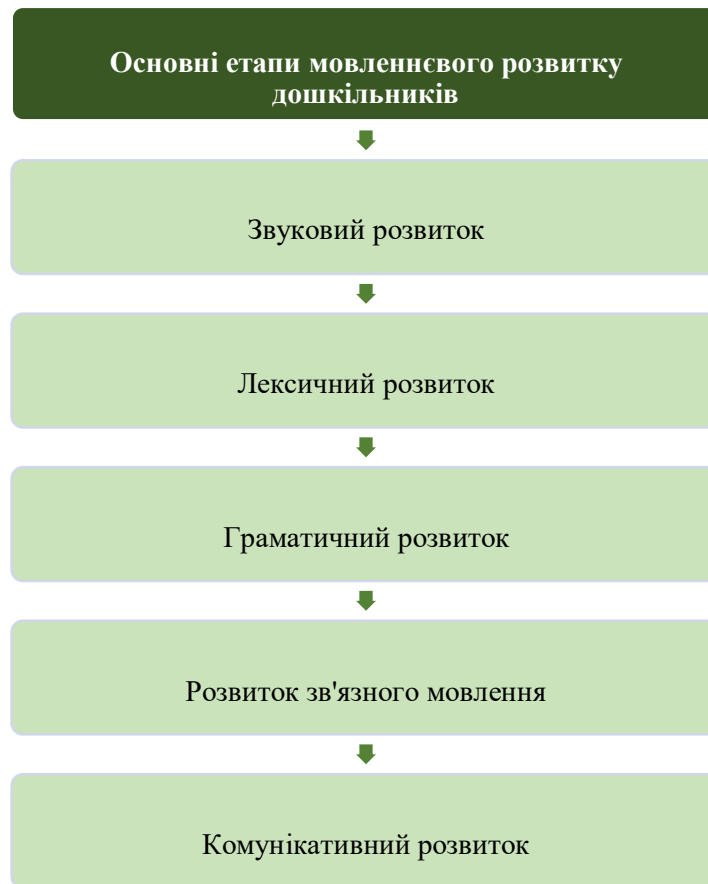 Основні етапи мовленнєвого розвитку
дошкільників
Звуковий розвиток
Лексичний розвиток
Граматичний розвиток
Розвиток зв'язного мовлення
Комунікативний розвиток